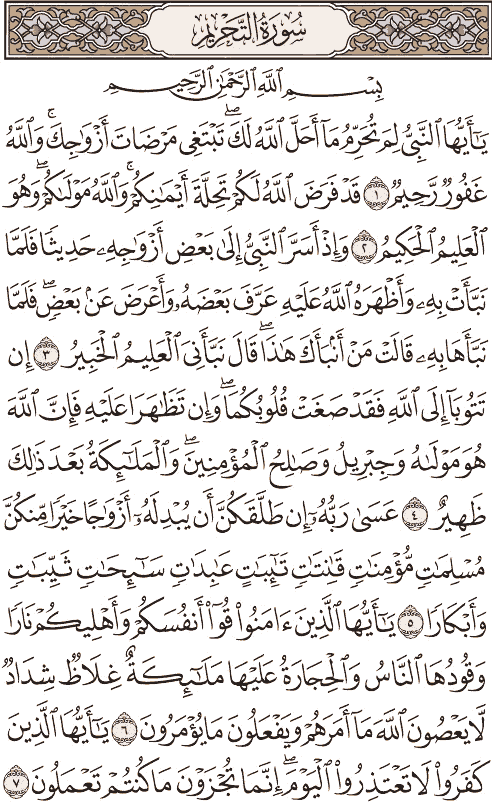 سُورَةُ التَّحْرِيمِ
بِسْمِ ٱللَّهِ ٱلرَّحْمَٰنِ ٱلرَّحِيمِ
يَٰٓأَيُّهَا ٱلنَّبِيُّ لِمَ تُحَرِّمُ مَآ أَحَلَّ ٱللَّهُ لَكَۖ تَبْتَغِي مَرْضَاتَ أَزْوَٰجِكَۚ وَٱللَّهُ
غَفُورٞ رَّحِيمٞ ١ قَدْ فَرَضَ ٱللَّهُ لَكُمْ تَحِلَّةَ أَيْمَٰنِكُمْۚ وَٱللَّهُ مَوْلَىٰكُمْۖ وَهُوَ
ٱلْعَلِيمُ ٱلْحَكِيمُ ٢ وَإِذْ أَسَرَّ ٱلنَّبِيُّ إِلَىٰ بَعْضِ أَزْوَٰجِهِۦ حَدِيثٗا فَلَمَّا
نَبَّأَتْ بِهِۦ وَأَظْهَرَهُ ٱللَّهُ عَلَيْهِ عَرَّفَ بَعْضَهُۥ وَأَعْرَضَ عَنۢ بَعْضٖۖ فَلَمَّا
نَبَّأَهَا بِهِۦ قَالَتْ مَنْ أَنۢبَأَكَ هَٰذَاۖ قَالَ نَبَّأَنِيَ ٱلْعَلِيمُ ٱلْخَبِيرُ ٣ إِن
تَتُوبَآ إِلَى ٱللَّهِ فَقَدْ صَغَتْ قُلُوبُكُمَاۖ وَإِن تَظَٰهَرَا عَلَيْهِ فَإِنَّ ٱللَّهَ
هُوَ مَوْلَىٰهُ وَجِبْرِيلُ وَصَٰلِحُ ٱلْمُؤْمِنِينَۖ وَٱلْمَلَٰٓئِكَةُ بَعْدَ ذَٰلِكَ
ظَهِيرٌ ٤ عَسَىٰ رَبُّهُۥٓ إِن طَلَّقَكُنَّ أَن يُبْدِلَهُۥٓ أَزْوَٰجًا خَيْرٗا مِّنكُنَّ
مُسْلِمَٰتٖ مُّؤْمِنَٰتٖ قَٰنِتَٰتٖ تَٰٓئِبَٰتٍ عَٰبِدَٰتٖ سَٰٓئِحَٰتٖ ثَيِّبَٰتٖ
وَأَبْكَارٗا ٥ يَٰٓأَيُّهَا ٱلَّذِينَ ءَامَنُوا۟ قُوٓا۟ أَنفُسَكُمْ وَأَهْلِيكُمْ نَارٗا
وَقُودُهَا ٱلنَّاسُ وَٱلْحِجَارَةُ عَلَيْهَا مَلَٰٓئِكَةٌ غِلَاظٞ شِدَادٞ
لَّا يَعْصُونَ ٱللَّهَ مَآ أَمَرَهُمْ وَيَفْعَلُونَ مَا يُؤْمَرُونَ ٦ يَٰٓأَيُّهَا ٱلَّذِينَ
كَفَرُوا۟ لَا تَعْتَذِرُوا۟ ٱلْيَوْمَۖ إِنَّمَا تُجْزَوْنَ مَا كُنتُمْ تَعْمَلُونَ ٧